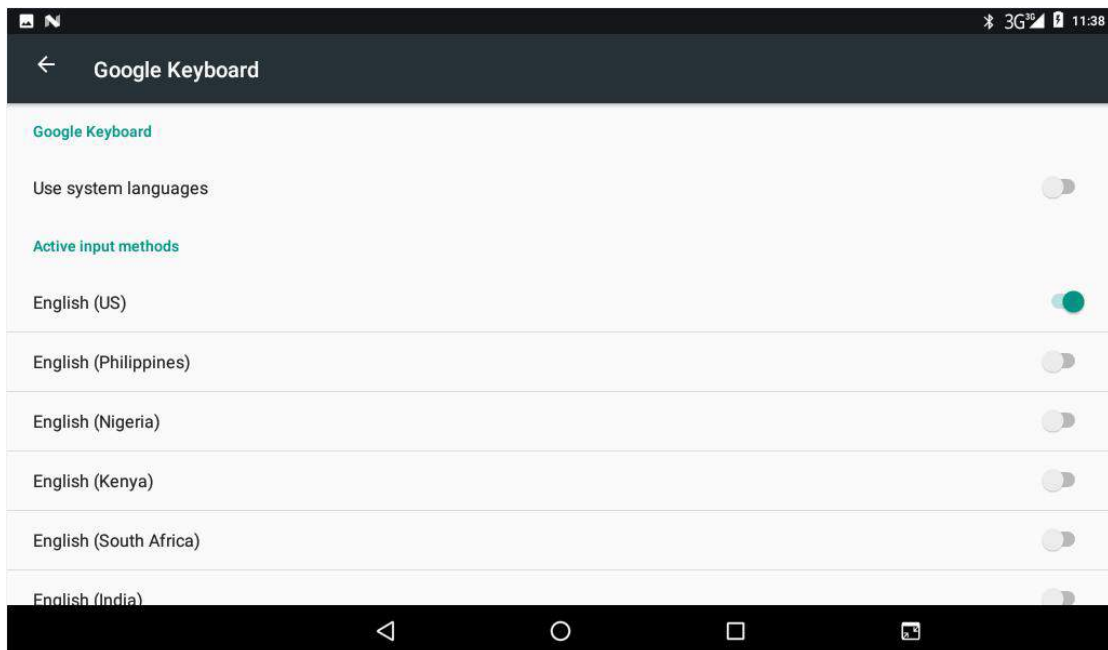 3G 3G 11:38
Google Keyboard
Google Keyboard
Use system languages
Active input methods
English (US)
English (Philippines)
English (Nigeria)
English (Kenya)
English (South Africa)
English (India)